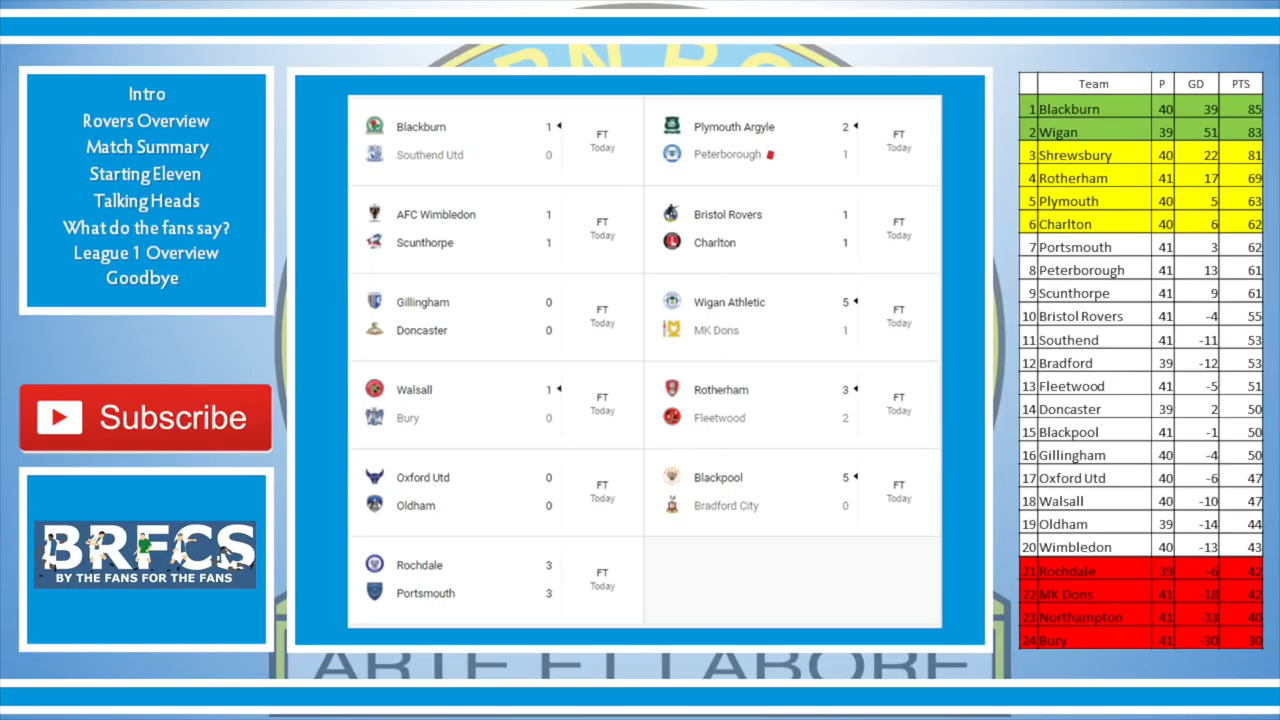 RN RO
Intro
Rovers Overview
Match Summary
Starting Eleven
Talking Heads
What do the fans say?
League 1 Overview
Goodbye
Subscribe
BRFCS
BY THE FANS FOR THE FANS
Blackburn 1
Southend Utd 0
FT
Today
Plymouth Argyle 2
Peterborough 1
FT
Today
AFC Wimbledon 1
Scunthorpe 1
FT
Today
Bristol Rovers 1
Charlton 1
FT
Today
Gillingham 0
Doncaster 0
FT
Today
Wigan Athletic 5
MK Dons 1
FT
Today
Walsall 1
Bury 0
FT
Today
Rotherham 3
Fleetwood 2
FT
Today
Oxford Utd 0
Oldham 0
FT
Today
Blackpool 5
Bradford City 0
FT
Today
Rochdale 3
Portsmouth 3
FT
Today
Team P GD PTS
1 Blackburn 40 39 85
2 Wigan 39 51 83
3 Shrewsbury 40 22 81
4 Rotherham 41 17 69
5 Plymouth 40 5 63
6 Charlton 40 6 62
7 Portsmouth 41 3 62
8 Peterborough 41 13 61
9 Scunthorpe 41 9 61
10 Bristol Rovers 41 -4 55
11 Southend 41 -11 53
12 Bradford 39 -12 53
13 Fleetwood 41 -5 51
14 Doncaster 39 2 50
15 Blackpool 41 -1 50
16 Gillingham 40 -4 50
17 Oxford Utd 40 -6 47
18 Walsall 40 -10 47
19 Oldham 39 -14 44
20 Wimbledon 40 -13 43
21 Rochdale 39 -6 42
22 MK Dons 41 -18 42
23 Northampton 41 33 40
24 Bury 41 -30 30
ARTE ET LABORE